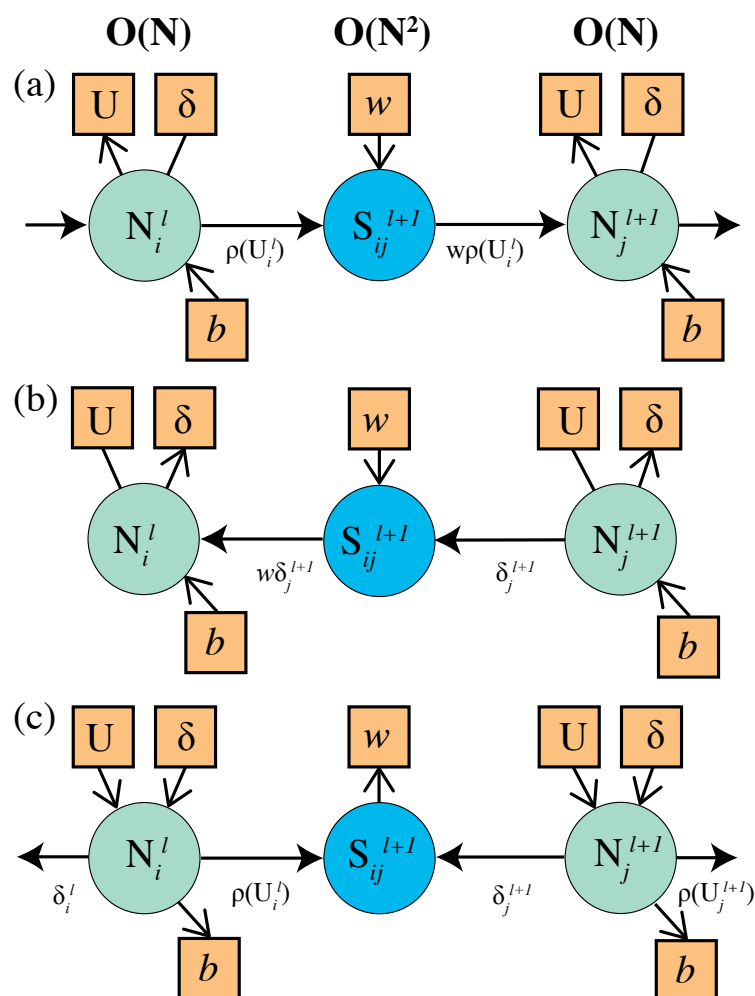 O(N) O(N²) O(N)
(a)
U δ w U δ
N_i^l S_ij^{l+1} N_j^{l+1}
ρ(U_i^l) wρ(U_i^l)
b b
(b)
U δ w U δ
N_i^l S_ij^{l+1} N_j^{l+1}
wδ_j^{l+1} δ_j^{l+1}
b b
(c)
U δ w U δ
N_i^l S_ij^{l+1} N_j^{l+1}
δ_i^l ρ(U_i^l) δ_j^{l+1} ρ(U_j^{l+1})
b b